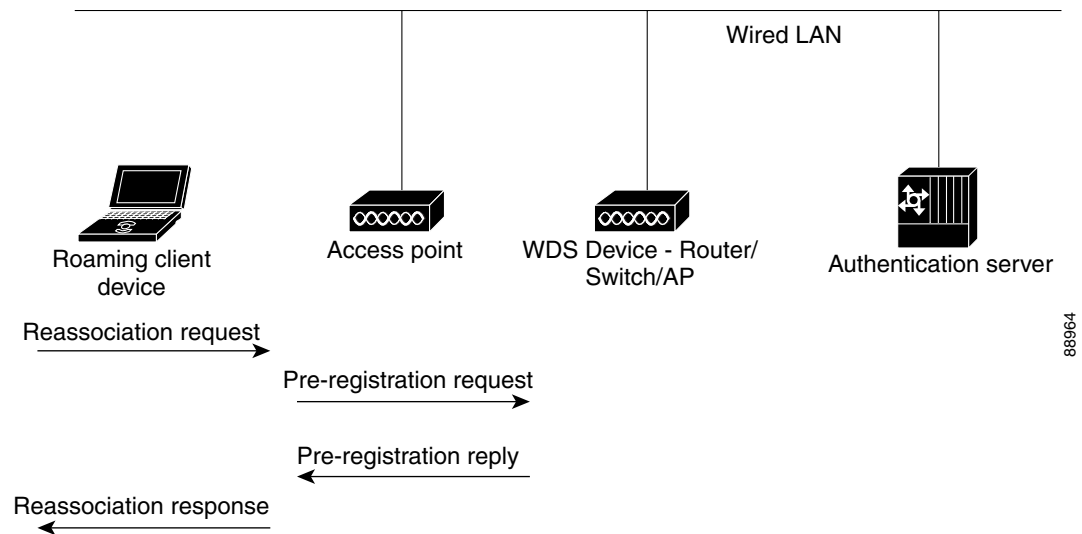 Wired LAN
Roaming client
device
Access point
WDS Device - Router/
Switch/AP
Authentication server
88964
Reassociation request
Pre-registration request
Pre-registration reply
Reassociation response